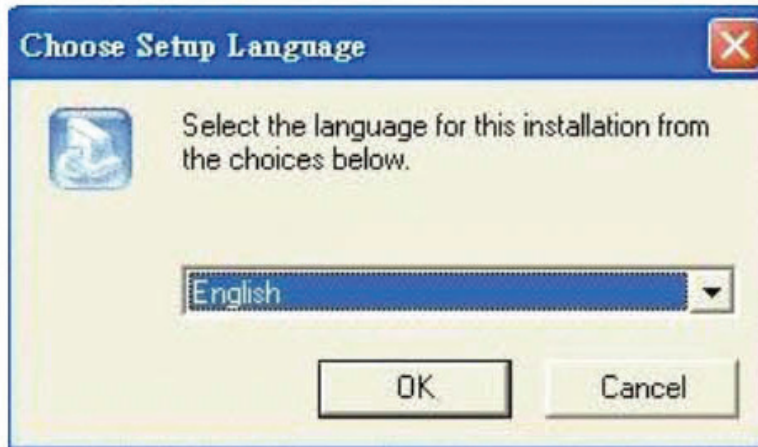 Choose Setup Language
Select the language for this installation from
the choices below.
English
OK
Cancel